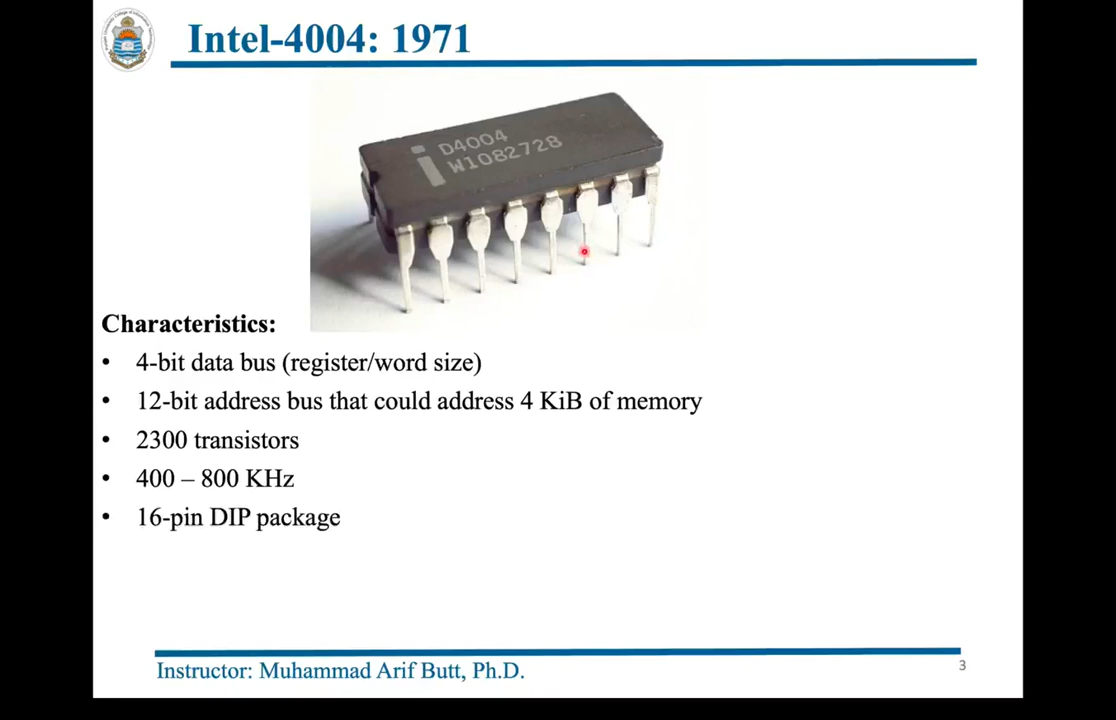 Intel-4004: 1971
D4004
W1082728
Characteristics:
• 4-bit data bus (register/word size)
• 12-bit address bus that could address 4 KiB of memory
• 2300 transistors
• 400 – 800 KHz
• 16-pin DIP package
Instructor: Muhammad Arif Butt, Ph.D.
3